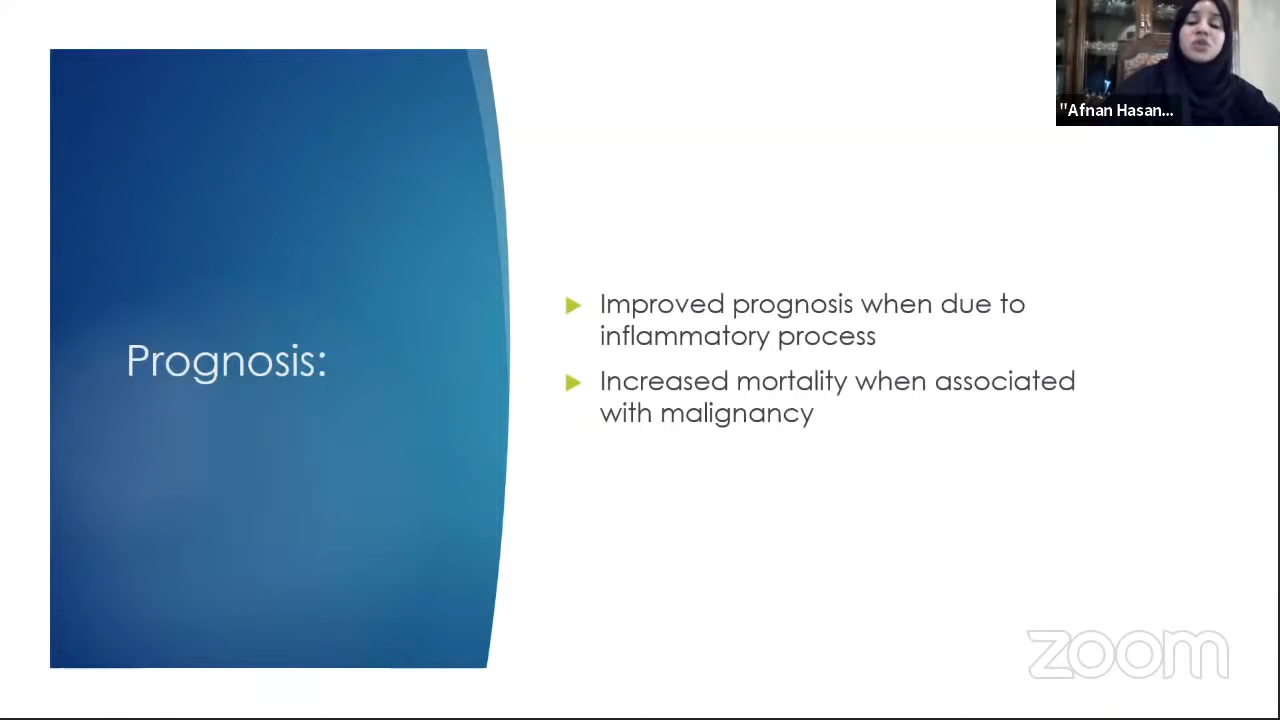 "Afnan Hasan...
Prognosis:
Improved prognosis when due to
inflammatory process
Increased mortality when associated
with malignancy
zoom